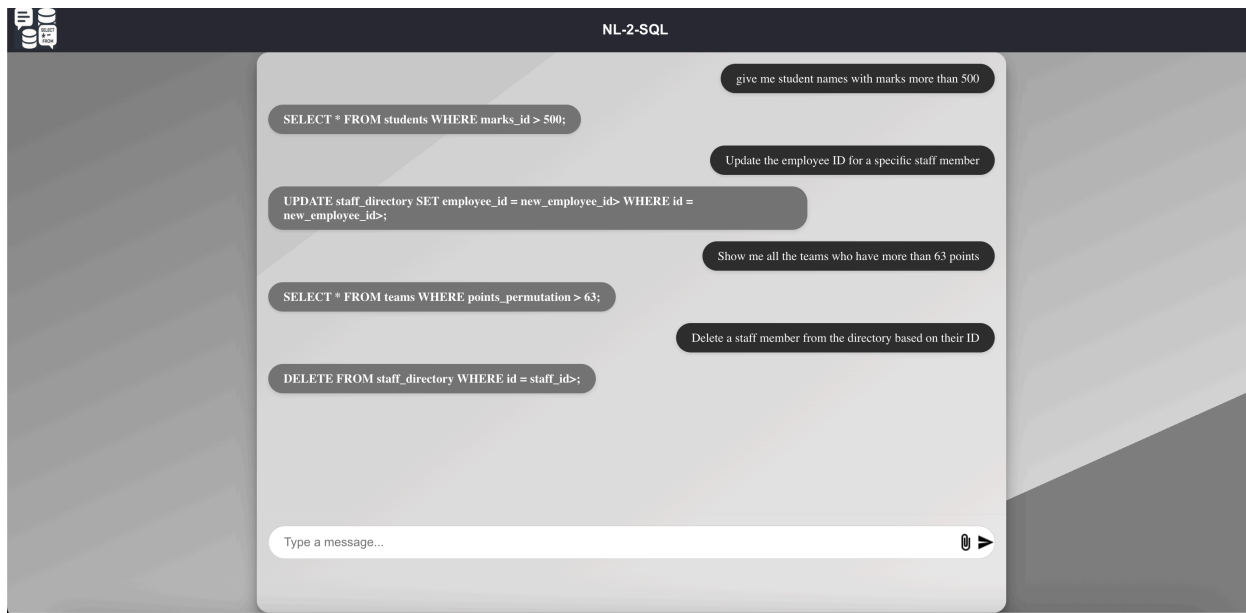 SELECT
* —
FROM
NL-2-SQL
give me student names with marks more than 500
SELECT * FROM students WHERE marks_id > 500;
Update the employee ID for a specific staff member
UPDATE staff_directory SET employee_id = new_employee_id> WHERE id =
new_employee_id>;
Show me all the teams who have more than 63 points
SELECT * FROM teams WHERE points_permutation > 63;
Delete a staff member from the directory based on their ID
DELETE FROM staff_directory WHERE id = staff_id>;
Type a message...